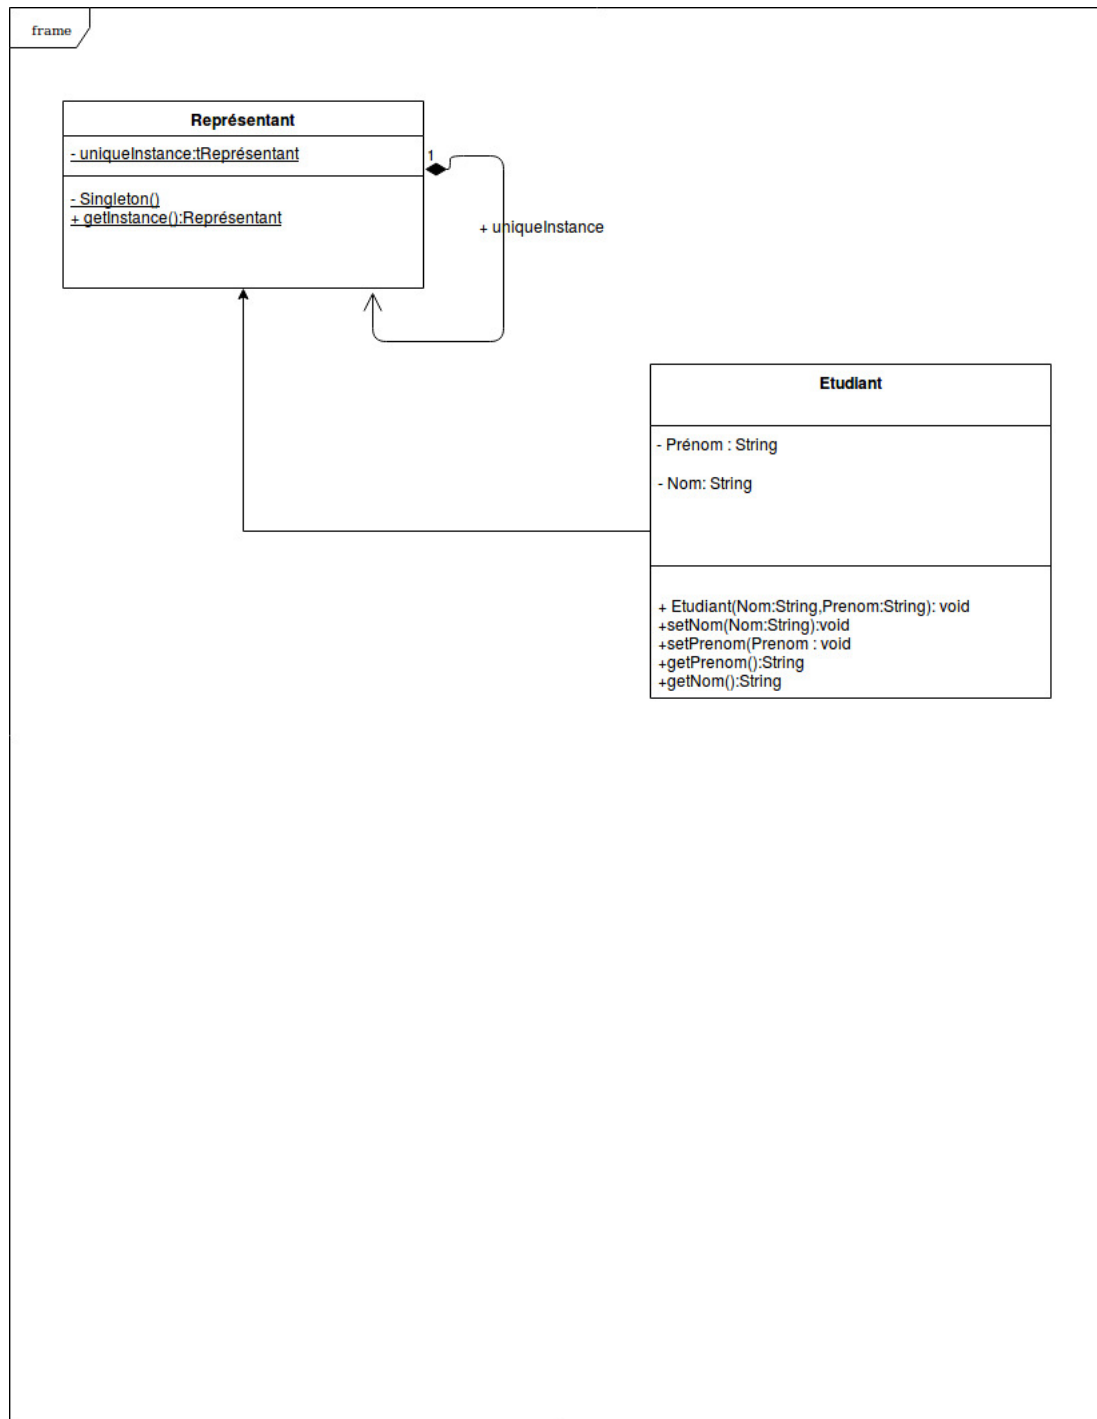 frame
Représentant
- uniqueInstance:tReprésentant
1
- Singleton()
+ getInstance():Représentant
+ uniqueInstance
Etudiant
- Prénom : String
- Nom: String
+ Etudiant(Nom:String,Prenom:String): void
+setNom(Nom:String):void
+setPrenom(Prenom : void
+getPrenom():String
+getNom():String